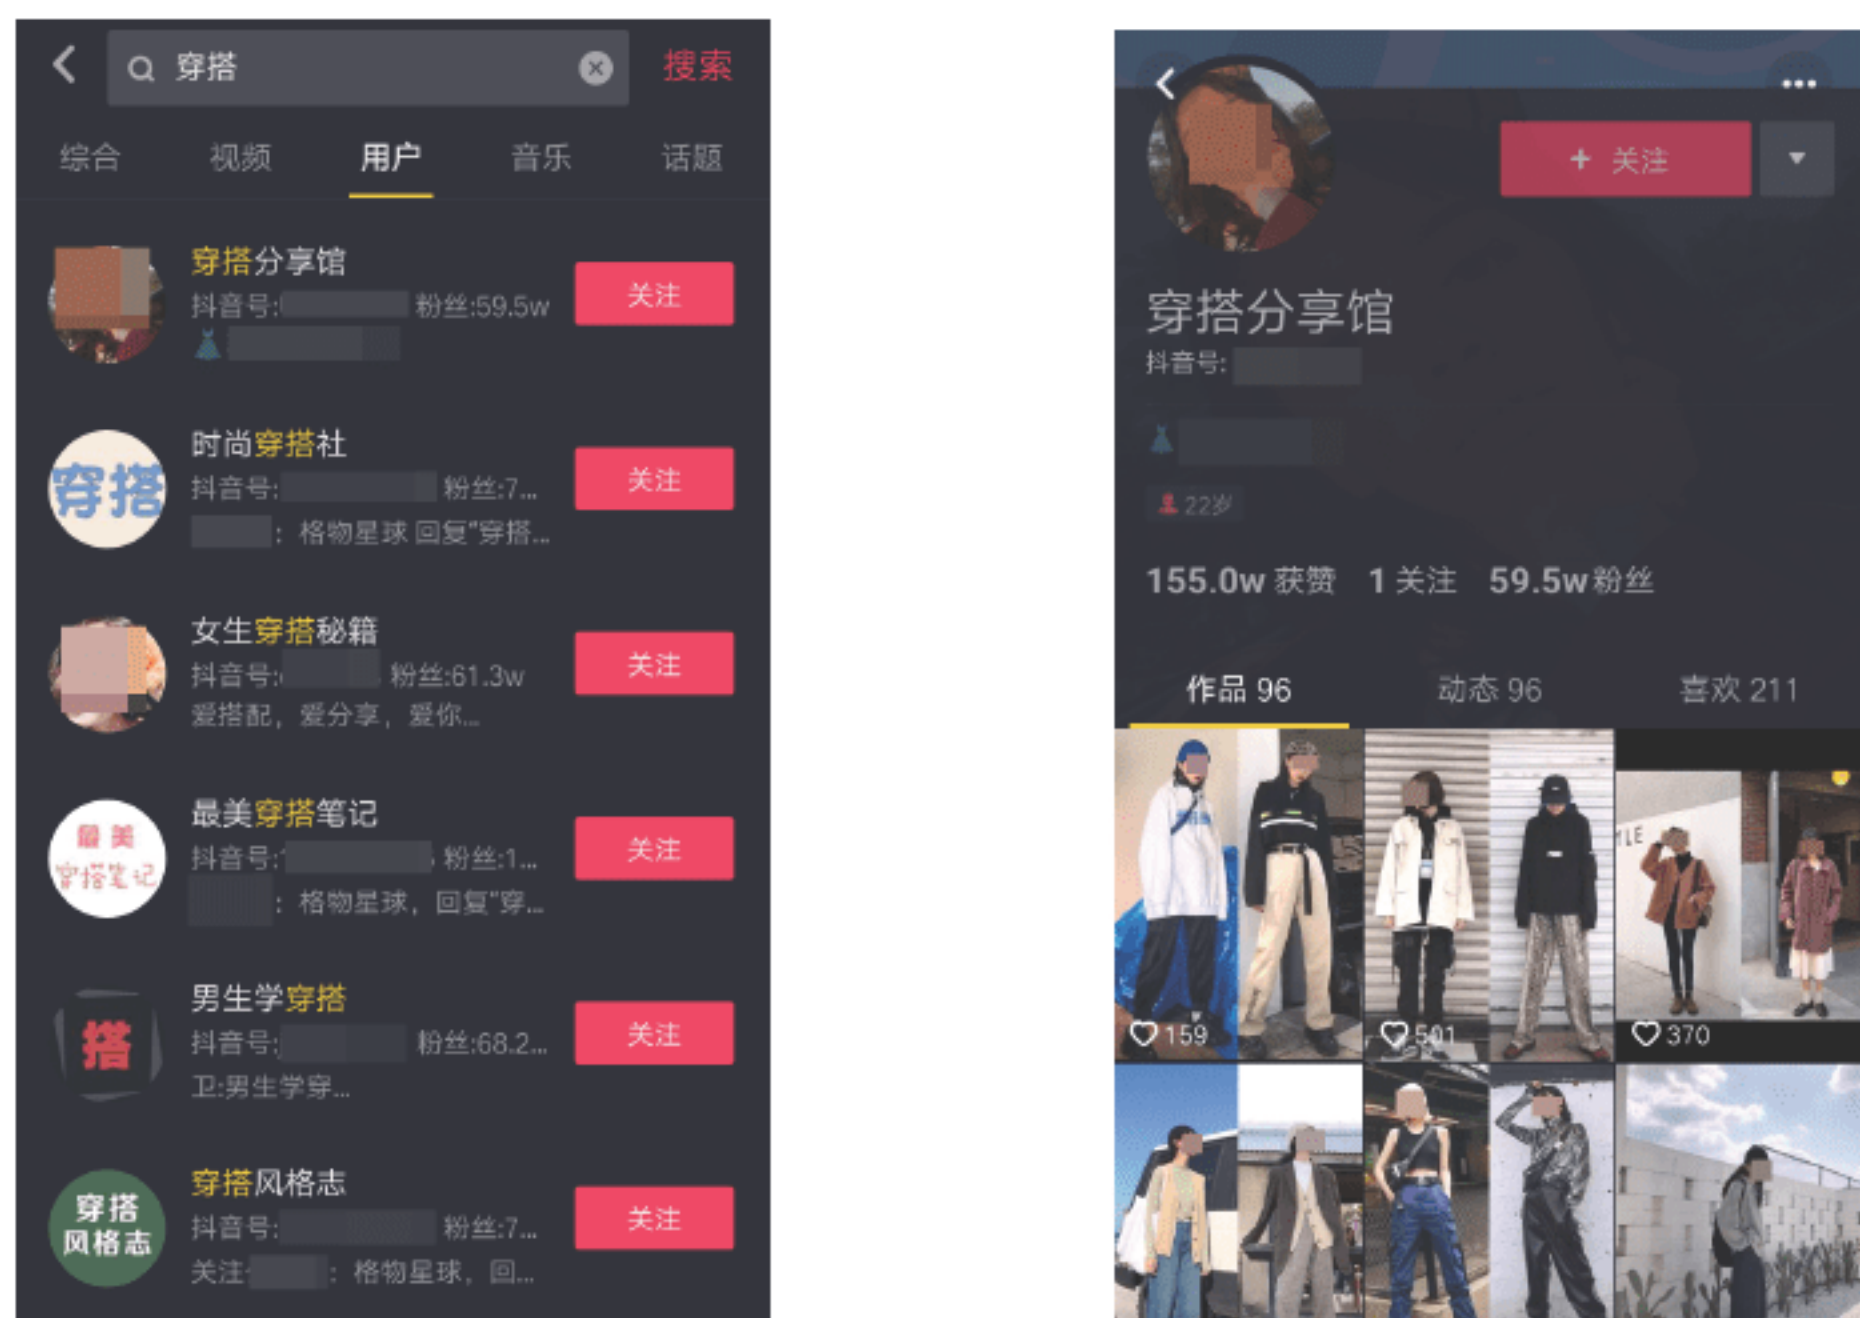 穿搭
搜索
综合 视频 用户 音乐 话题
穿搭分享馆
抖音号: 粉丝:59.5w
关注
穿搭
时尚穿搭社
抖音号: 粉丝:7...
: 格物星球 回复"穿搭...
关注
女生穿搭秘籍
抖音号: 粉丝:61.3w
爱搭配，爱分享，爱你...
关注
最美
穿搭笔记
最美穿搭笔记
抖音号: 粉丝:1...
: 格物星球，回复"穿...
关注
搭
男生学穿搭
抖音号: 粉丝:68.2...
卫:男生学穿...
关注
穿搭
风格志
穿搭风格志
抖音号: 粉丝:7...
关注 : 格物星球，回...
关注
+ 关注
穿搭分享馆
抖音号:
22岁
155.0w 获赞 1 关注 59.5w粉丝
作品 96 动态 96 喜欢 211
159
501
370